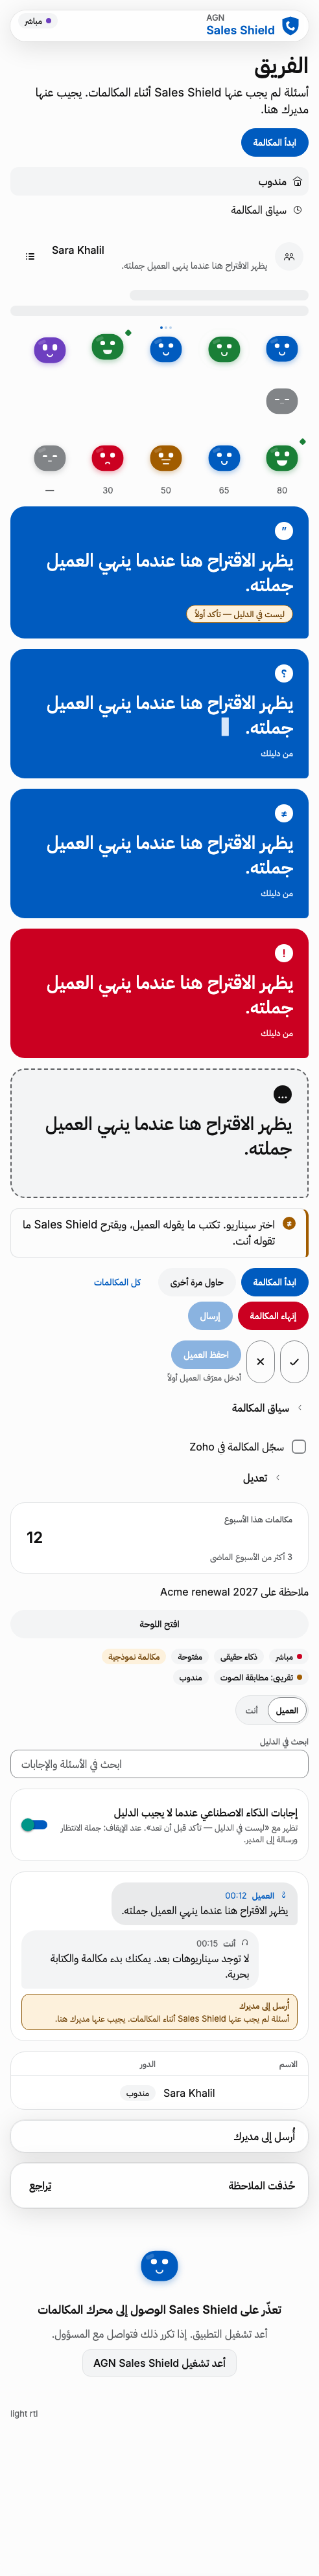 AGN
Sales Shield
مباشر
الفريق
أسئلة لم يجب عنها Sales Shield أثناء المكالمات. يجيب عنها
مديرك هنا.
ابدأ المكالمة
مندوب
سياق المكالمة
Sara Khalil
يظهر الاقتراح هنا عندما ينهي العميل جملته.
80
65
50
30
—
"
يظهر الاقتراح هنا عندما ينهي العميل
جملته.
ليست في الدليل — تأكد أولاً
؟
يظهر الاقتراح هنا عندما ينهي العميل
جملته.
من دليلك
≠
يظهر الاقتراح هنا عندما ينهي العميل
جملته.
من دليلك
!
يظهر الاقتراح هنا عندما ينهي العميل
جملته.
من دليلك
…
يظهر الاقتراح هنا عندما ينهي العميل
جملته.
≠
اختر سيناريو. تكتب ما يقوله العميل، ويقترح Sales Shield ما
تقوله أنت.
ابدأ المكالمة
حاول مرة أخرى
كل المكالمات
إنهاء المكالمة
إرسال
احفظ العميل
أدخل معرّف العميل أولاً
سياق المكالمة
سجّل المكالمة في Zoho
تعديل
مكالمات هذا الأسبوع
12
3 أكثر من الأسبوع الماضي
ملاحظة على Acme renewal 2027
افتح اللوحة
مباشر
ذكاء حقيقي
مفتوحة
مكالمة نموذجية
تقريبي: مطابقة الصوت
مندوب
العميل
أنت
ابحث في الدليل
ابحث في الأسئلة والإجابات
إجابات الذكاء الاصطناعي عندما لا يجيب الدليل
تظهر مع «ليست في الدليل — تأكد قبل أن تعد». عند الإيقاف: جملة الانتظار
ورسالة إلى المدير.
العميل 00:12
يظهر الاقتراح هنا عندما ينهي العميل جملته.
أنت 00:15
لا توجد سيناريوهات بعد. يمكنك بدء مكالمة والكتابة
بحرية.
أُرسل إلى مديرك
أسئلة لم يجب عنها Sales Shield أثناء المكالمات. يجيب عنها مديرك هنا.
الاسم
الدور
Sara Khalil
مندوب
أُرسل إلى مديرك
حُذفت الملاحظة
تراجع
تعذّر على Sales Shield الوصول إلى محرك المكالمات
أعد تشغيل التطبيق. إذا تكرر ذلك فتواصل مع المسؤول.
أعد تشغيل AGN Sales Shield
light rtl